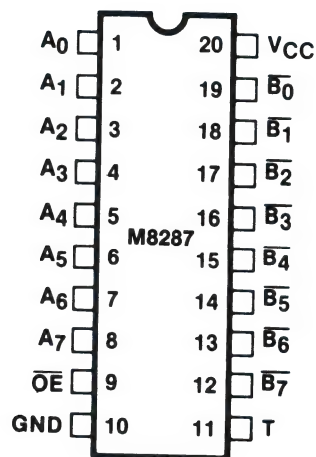 A₀ 1 20 VCC
A₁ 2 19 B̅₀
A₂ 3 18 B̅₁
A₃ 4 17 B̅₂
A₄ 5 16 B̅₃
M8287
A₅ 6 15 B̅₄
A₆ 7 14 B̅₅
A₇ 8 13 B̅₆
O̅E̅ 9 12 B̅₇
GND 10 11 T